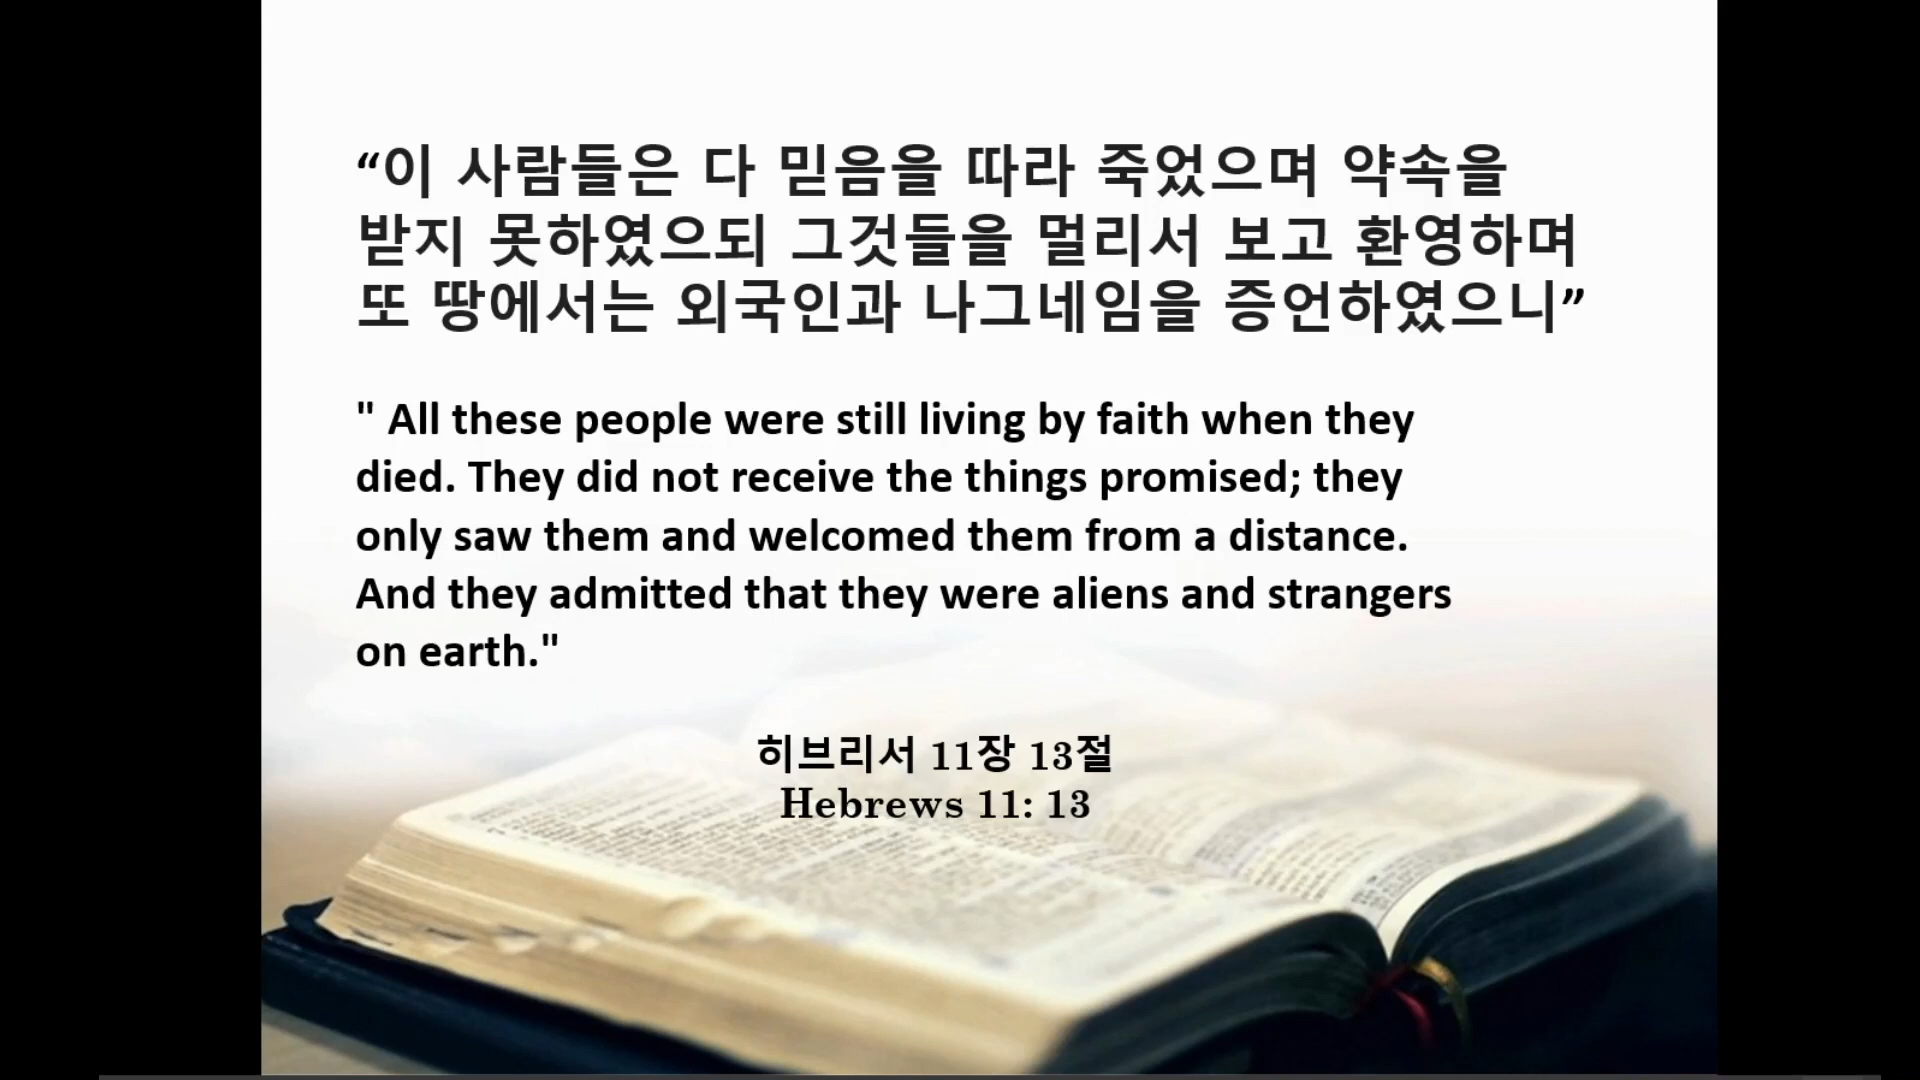 “이 사람들은 다 믿음을 따라 죽었으며 약속을
받지 못하였으되 그것들을 멀리서 보고 환영하며
또 땅에서는 외국인과 나그네임을 증언하였으니”
" All these people were still living by faith when they
died. They did not receive the things promised; they
only saw them and welcomed them from a distance.
And they admitted that they were aliens and strangers
on earth."
히브리서 11장 13절
Hebrews 11: 13